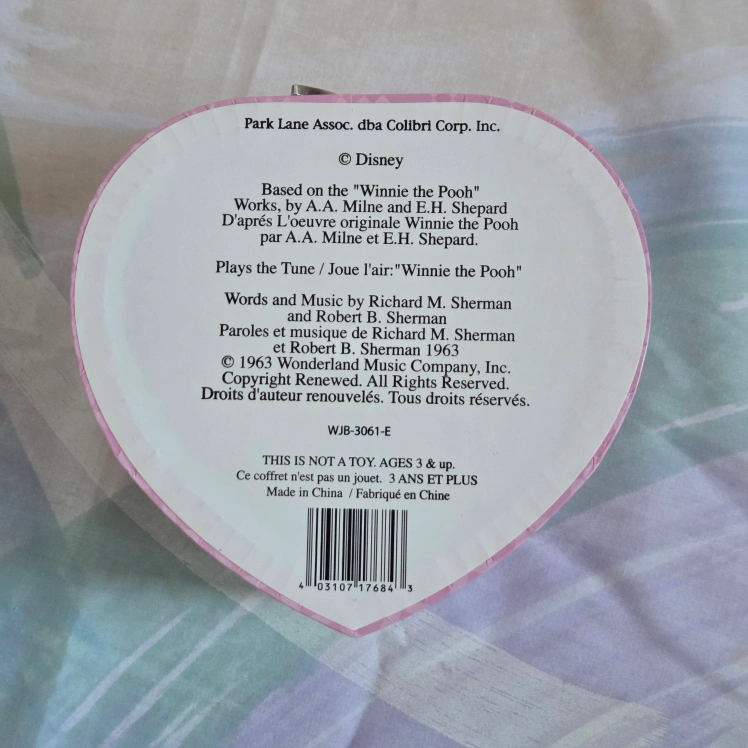 Park Lane Assoc. dba Colibri Corp. Inc.
© Disney
Based on the "Winnie the Pooh"
Works, by A.A. Milne and E.H. Shepard
D'aprés L'oeuvre originale Winnie the Pooh
par A.A. Milne et E.H. Shepard.
Plays the Tune / Joue l'air:"Winnie the Pooh"
Words and Music by Richard M. Sherman
and Robert B. Sherman
Paroles et musique de Richard M. Sherman
et Robert B. Sherman 1963
© 1963 Wonderland Music Company, Inc.
Copyright Renewed. All Rights Reserved.
Droits d'auteur renouvelés. Tous droits réservés.
WJB-3061-E
THIS IS NOT A TOY. AGES 3 & up.
Ce coffret n'est pas un jouet. 3 ANS ET PLUS
Made in China / Fabriqué en Chine
4 03107 17684 3